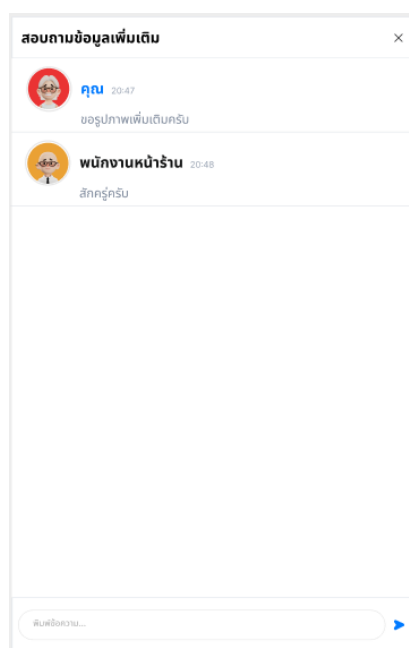 สอบถามข้อมูลเพิ่มเติม
คุณ 20:47
ขอรูปภาพเพิ่มเติมครับ
พนักงานหน้าร้าน 20:48
สักครู่ครับ
พิมพ์ข้อความ...